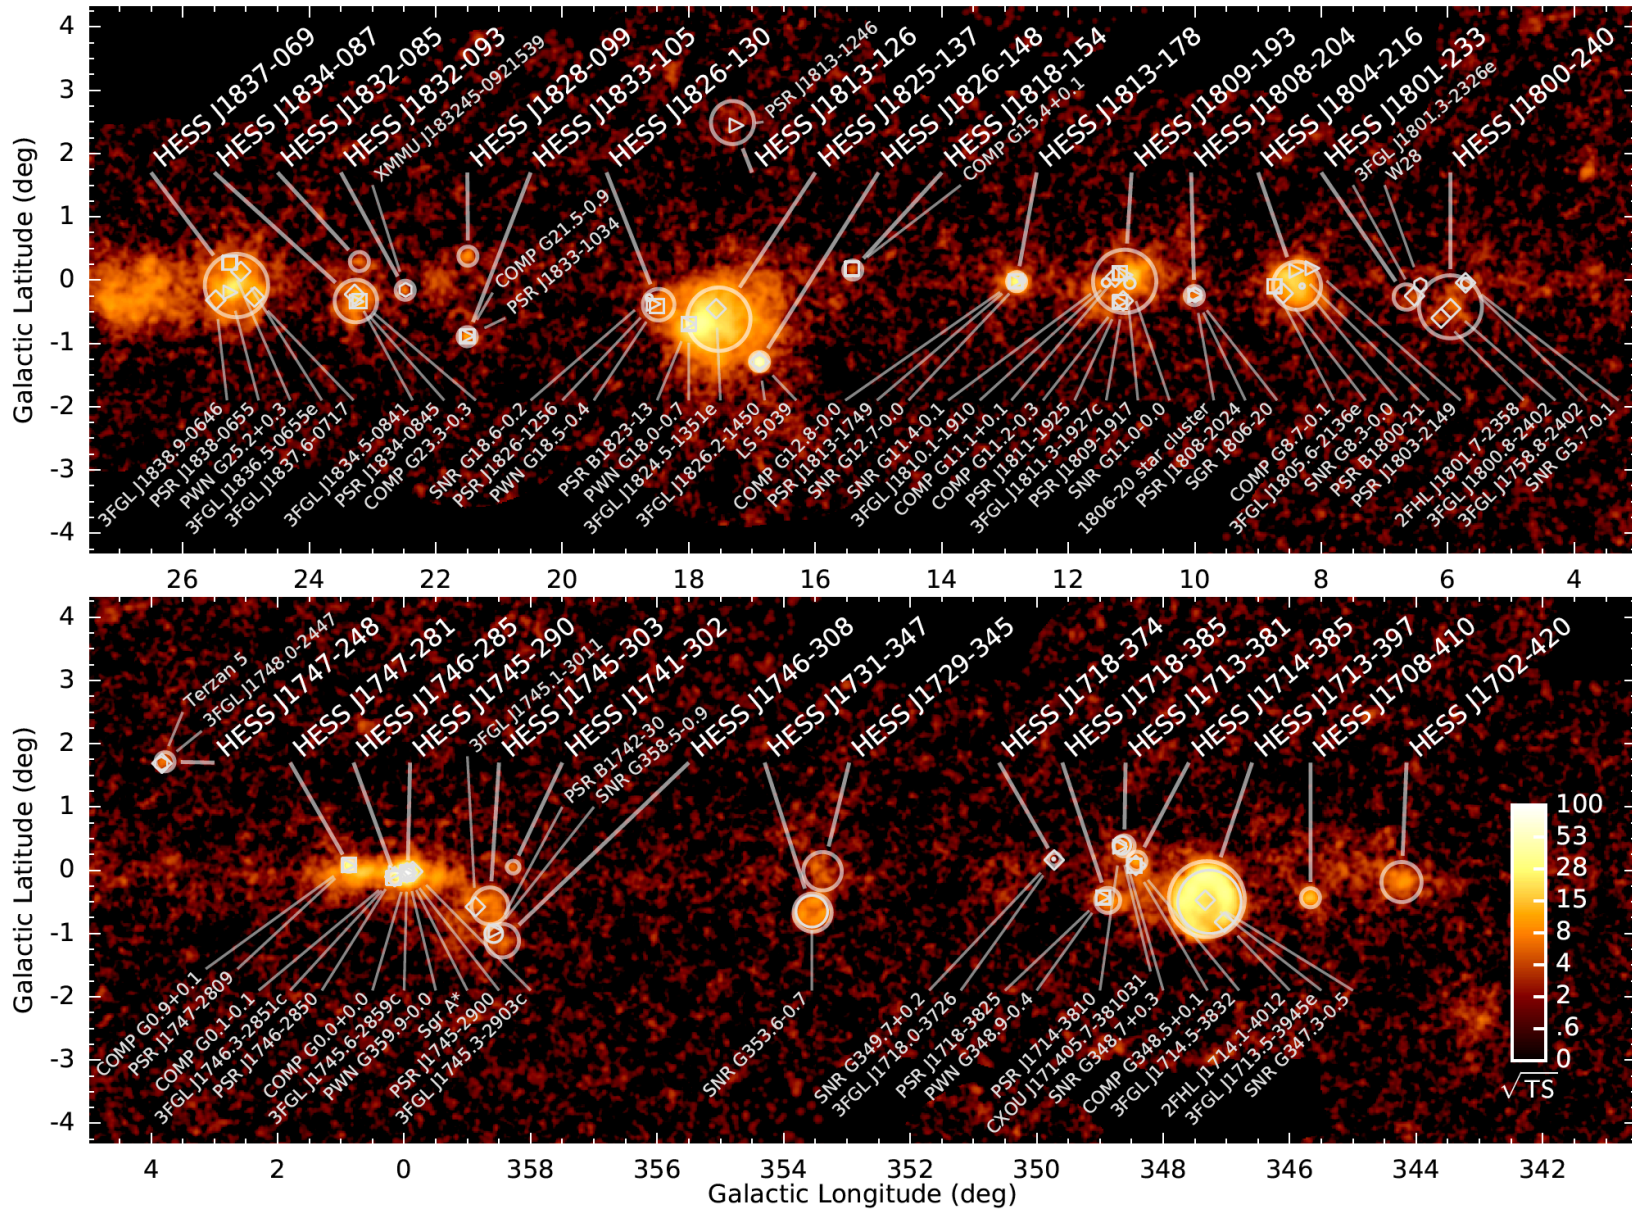 HESS J1837-069
HESS J1834-087
HESS J1832-085
HESS J1832-093
XMMU J183245-0921539
HESS J1828-099
HESS J1833-105
HESS J1826-130
PSR J1813-1246
HESS J1813-126
HESS J1825-137
HESS J1826-148
HESS J1818-154
COMP G15.4+0.1
HESS J1813-178
HESS J1809-193
HESS J1808-204
HESS J1804-216
HESS J1801-233
3FGL J1801.3-2326e
W28
HESS J1800-240
COMP G21.5-0.9
PSR J1833-1034
Galactic Latitude (deg)
4
3
2
1
0
-1
-2
-3
-4
3FGL J1838.9-0646
PSR J1838-0655
PWN G25.2+0.3
3FGL J1836.5-0655e
3FGL J1837.6-0717
3FGL J1834.5-0841
PSR J1834-0845
COMP G23.3-0.3
SNR G18.6-0.2
PSR J1826-1256
PWN G18.5-0.4
PSR B1823-13
PWN G18.0-0.7
3FGL J1824.5-1351e
3FGL J1826.2-1450
LS 5039
COMP G12.8-0.0
PSR J1813-1749
SNR G12.7-0.0
SNR G11.4-0.1
3FGL J1810.1-1910
COMP G11.1+0.1
COMP G11.2-0.3
PSR J1811-1925
3FGL J1811.3-1927c
PSR J1809-1917
SNR G11.0-0.0
1806-20 star cluster
PSR J1808-2024
SGR 1806-20
COMP G8.7-0.1
3FGL J1805.6-2136e
SNR G8.3-0.0
PSR B1800-21
PSR J1805-2149
2FHL J1801.7-2358
3FGL J1800.8-2402
3FGL J1758.8-2402
SNR G5.7-0.1
26 24 22 20 18 16 14 12 10 8 6 4
Terzan 5
3FGL J1748.0-2447
HESS J1747-248
HESS J1747-281
HESS J1746-285
HESS J1745-290
3FGL J1745.1-3011
HESS J1745-303
HESS J1741-302
PSR B1742-30
SNR G358.5-0.9
HESS J1746-308
HESS J1731-347
HESS J1729-345
HESS J1718-374
HESS J1718-385
HESS J1713-381
HESS J1714-385
HESS J1713-397
HESS J1708-410
HESS J1702-420
Galactic Latitude (deg)
4
3
2
1
0
-1
-2
-3
-4
COMP G0.9+0.1
PSR J1747-2809
COMP G0.1-0.1
3FGL J1746.3-2851c
PSR J1746-2850
COMP G0.0+0.0
3FGL J1745.6-2859c
PWN G359.9-0.0
Sgr A*
PSR J1745-2900
3FGL J1745.3-2903c
SNR G353.6-0.7
SNR G349.7+0.2
3FGL J1718.0-3726
PSR J1718-3825
PWN G348.9-0.4
PSR J1714-3810
CXOU J171405.7-381031
SNR G348.7+0.3
COMP G348.5+0.1
3FGL J1714.5-3832
2FHL J1714.1-4012
3FGL J1713.5-3945e
SNR G347.3-0.5
100
53
28
15
8
4
2
.6
0
√TS
4 2 0 358 356 354 352 350 348 346 344 342
Galactic Longitude (deg)